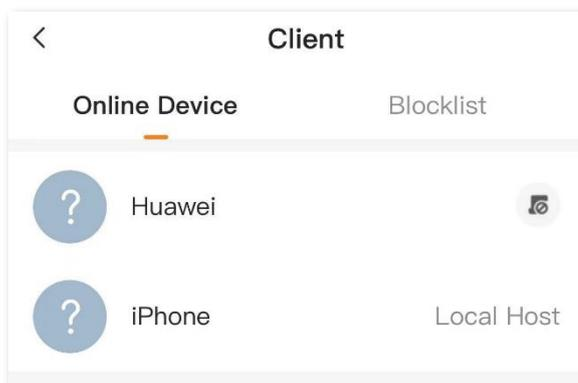 Client
Online Device Blocklist
? Huawei
? iPhone Local Host